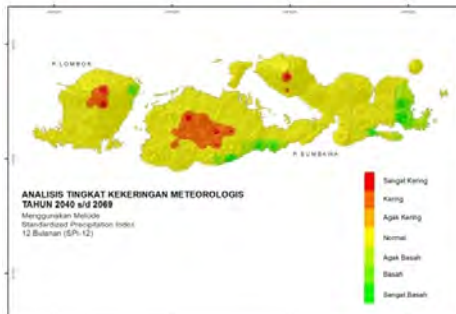 P. LOMBOK
P. SUMBAWA
ANALISIS TINGKAT KEKERINGAN METEOROLOGIS
TAHUN 2040 s/d 2069
Menggunakan Metode
Standardized Precipitation Index
12 Bulanan (SPI-12)
Sangat Kering
Kering
Agak Kering
Normal
Agak Basah
Basah
Sangat Basah